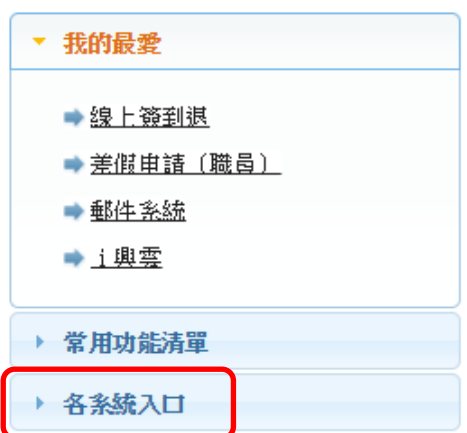 我的最愛
線上簽到退
差假申請（職員）
郵件系統
i興雲
常用功能清單
各系統入口